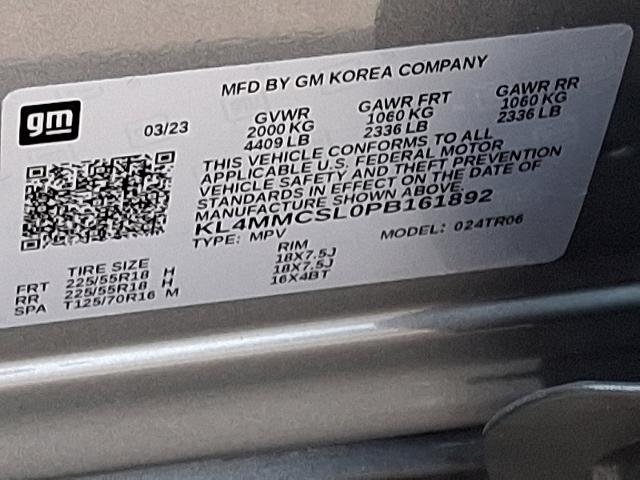 MFD BY GM KOREA COMPANY
gm
03/23
GVWR GAWR FRT GAWR RR
2000 KG 1060 KG 1060 KG
4409 LB 2336 LB 2336 LB
THIS VEHICLE CONFORMS TO ALL
APPLICABLE U.S. FEDERAL MOTOR
VEHICLE SAFETY AND THEFT PREVENTION
STANDARDS IN EFFECT ON THE DATE OF
MANUFACTURE SHOWN ABOVE.
KL4MMCSL0PB161892
TYPE: MPV MODEL: 024TR06
TIRE SIZE RIM
FRT 225/55R18 H 18X7.5J
RR 225/55R18 H 18X7.5J
SPA T125/70R16 M 16X4BT